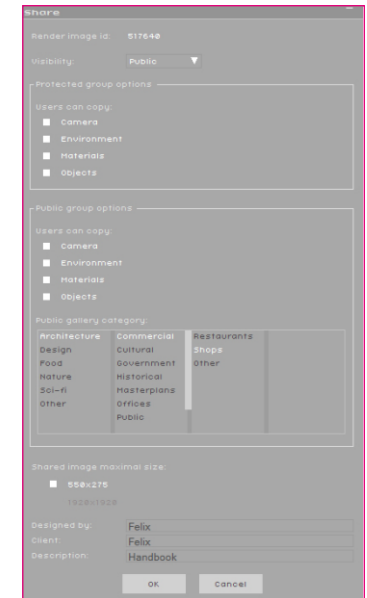 Share
Render image id: 517640
Visibility: Public
Protected group options
Users can copy:
Camera
Environment
Materials
Objects
Public group options
Users can copy:
Camera
Environment
Materials
Objects
Public gallery category:
Architecture Commercial Restaurants
Design Cultural Shops
Food Government Other
Nature Historical
Sci-fi Masterplans
Other Offices
Public
Shared image maximal size:
550x275
1920x1920
Designed by: Felix
Client: Felix
Description: Handbook
OK Cancel